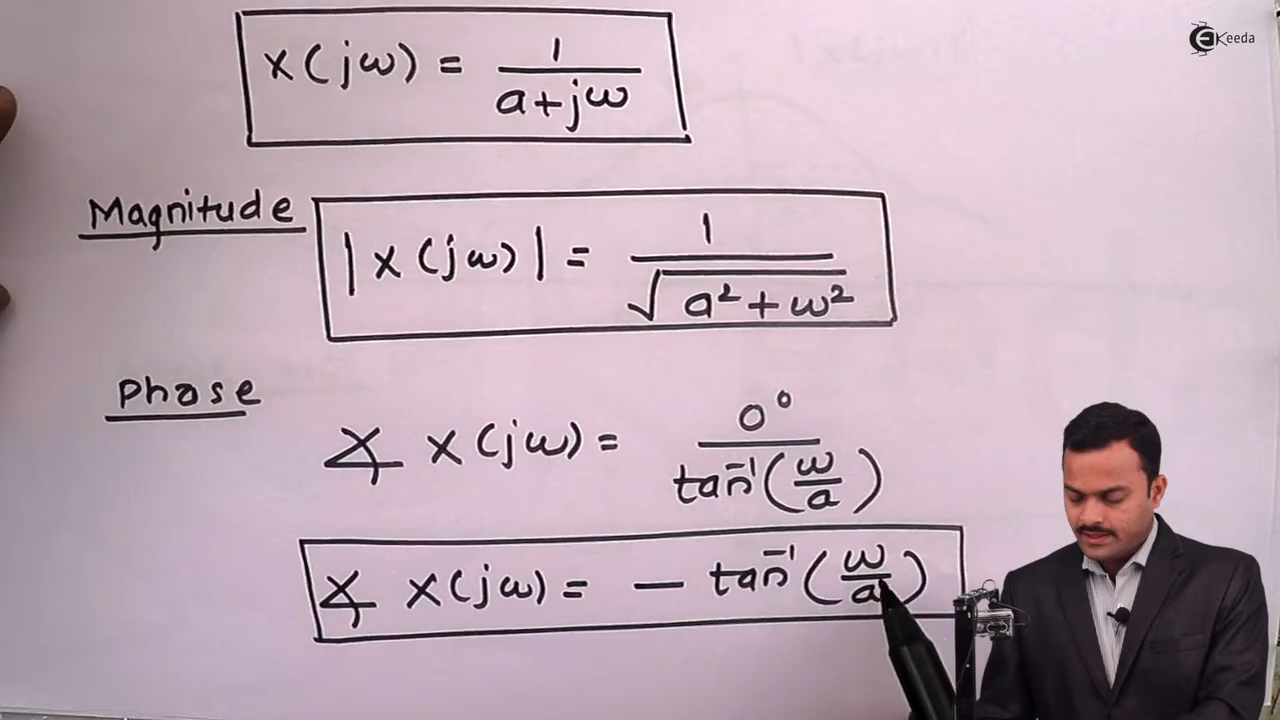 EKeeda
x(jω) = 1/(a+jω)
Magnitude
|x(jω)| = 1/√(a²+ω²)
Phase
∡ x(jω) = 0°/tan⁻¹(ω/a)
∡ x(jω) = − tan⁻¹(ω/a)